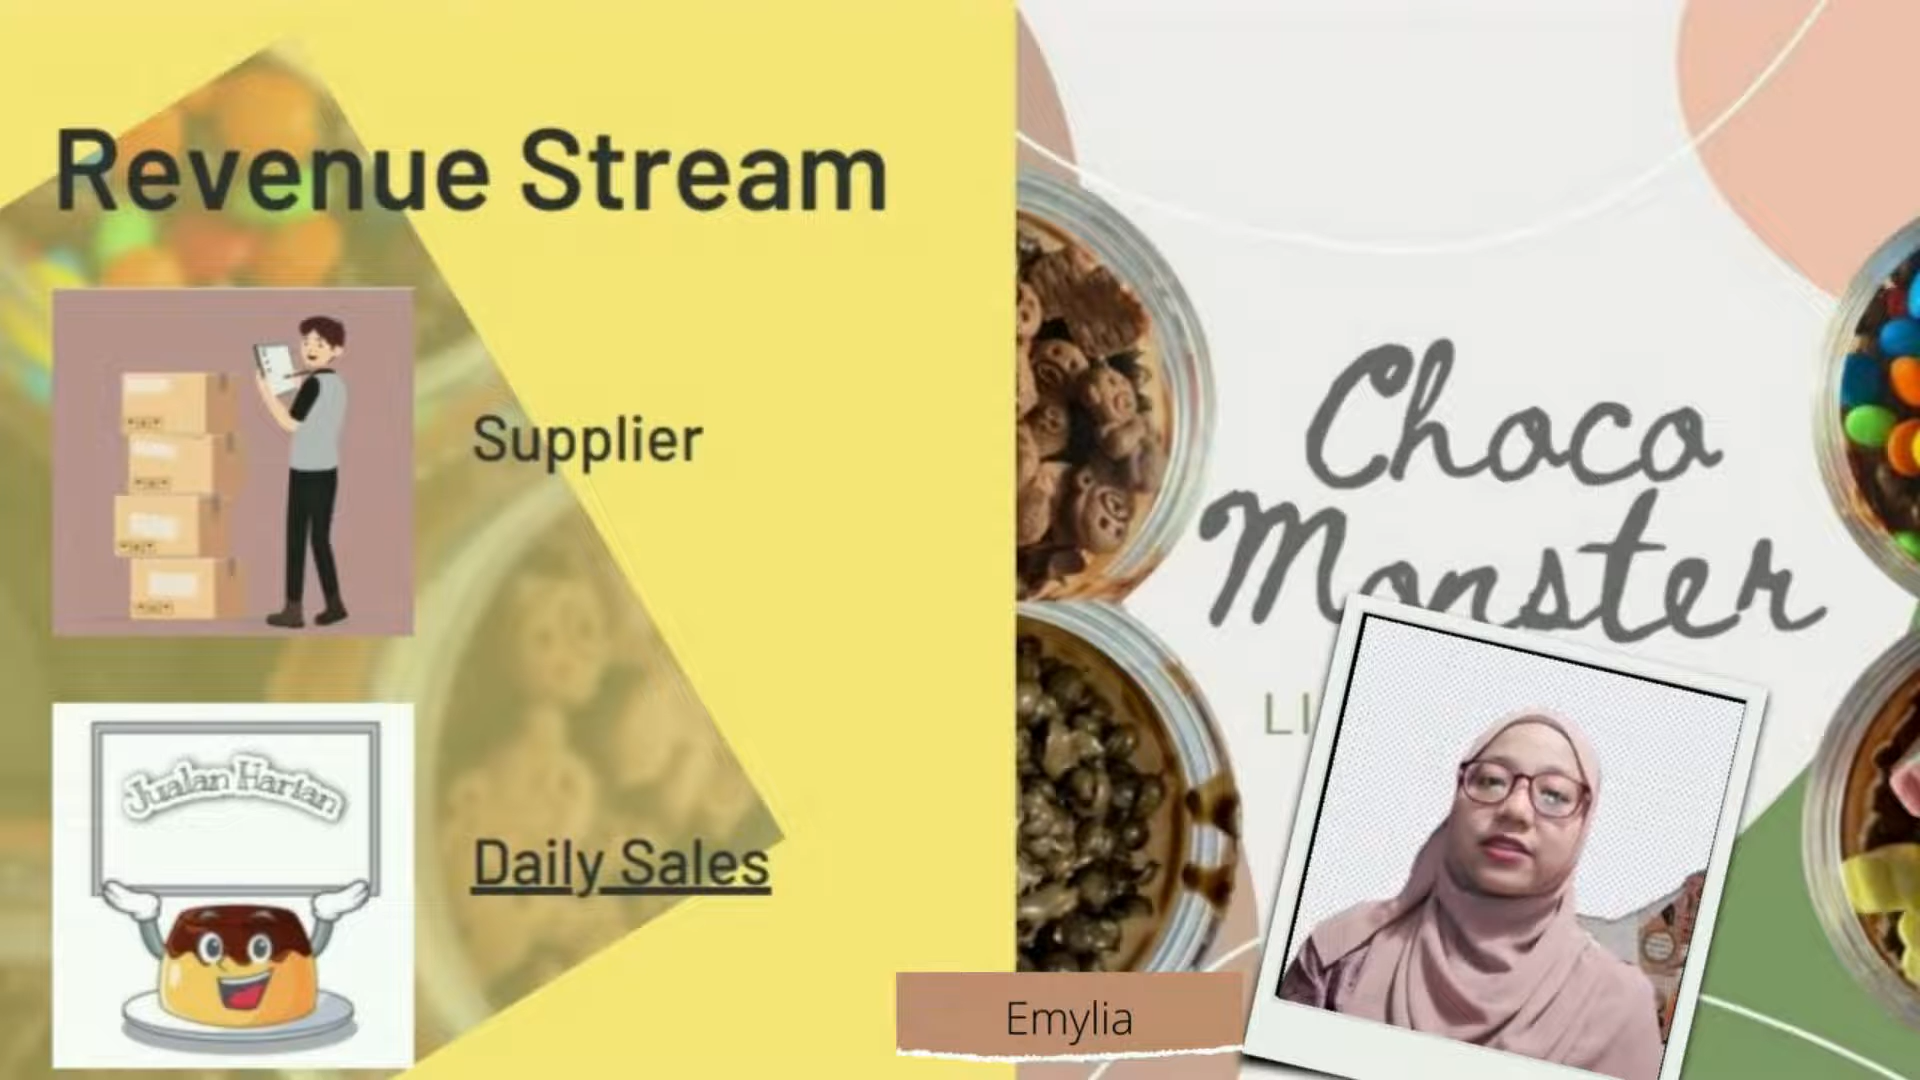 Revenue Stream
Supplier
Jualan Harian
Daily Sales
Choco
Monster
Emylia